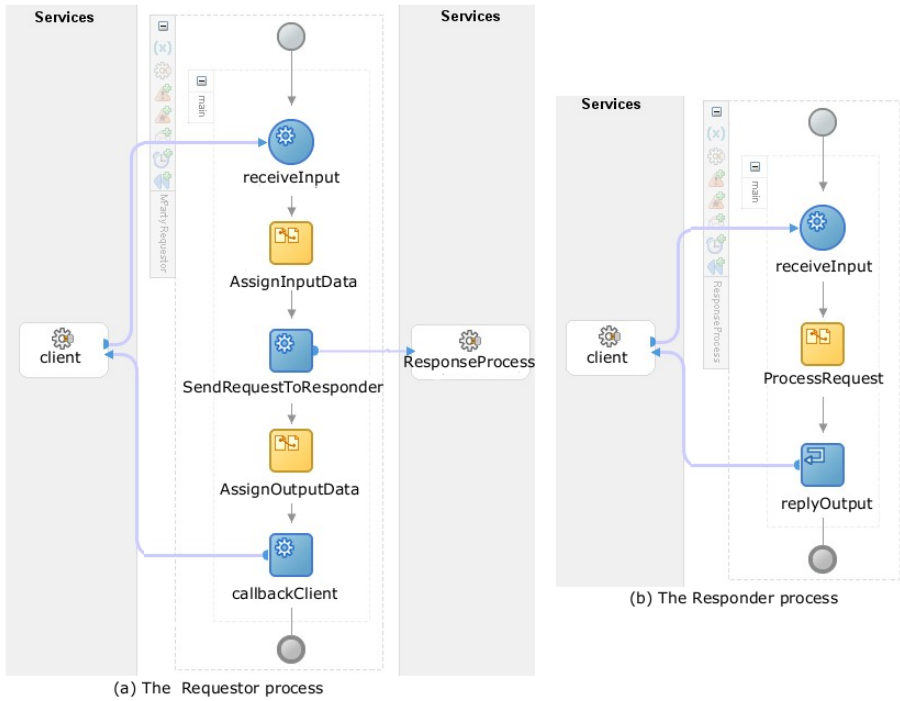 Services
Services
(x)
main
receiveInput
MPartyRequestor
AssignInputData
client
ResponseProcess
SendRequestToResponder
AssignOutputData
callbackClient
(a) The Requestor process
Services
(x)
main
receiveInput
ResponseProcess
client
ProcessRequest
replyOutput
(b) The Responder process